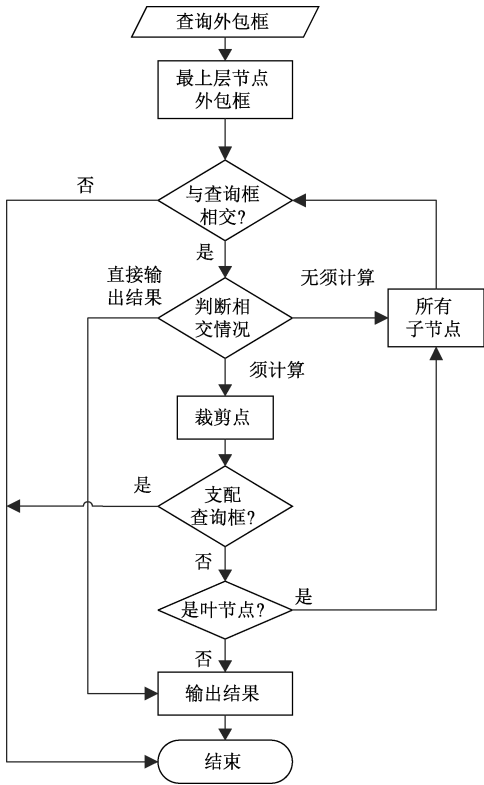 查询外包框
最上层节点
外包框
否
与查询框
相交?
是
直接输
出结果
无须计算
判断相
交情况
所有
子节点
须计算
裁剪点
是
支配
查询框?
否
是叶节点?
是
否
输出结果
结束